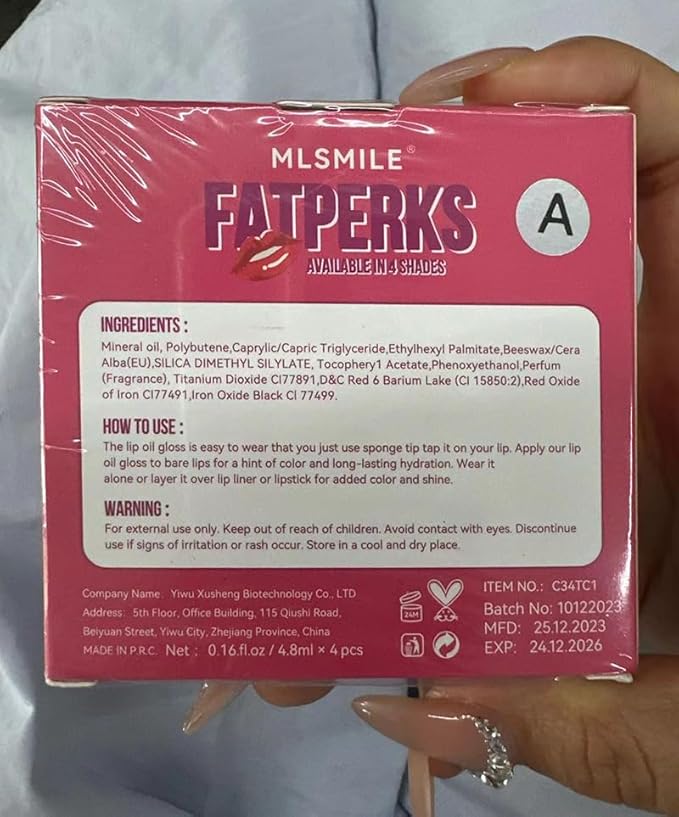 MLSMILE®
FATPERKS
AVAILABLE IN 4 SHADES
A
INGREDIENTS :
Mineral oil, Polybutene,Caprylic/Capric Triglyceride,Ethylhexyl Palmitate,Beeswax/Cera
Alba(EU),SILICA DIMETHYL SILYLATE, Tocophery1 Acetate,Phenoxyethanol,Perfum
(Fragrance), Titanium Dioxide CI77891,D&C Red 6 Barium Lake (CI 15850:2),Red Oxide
of Iron CI77491,Iron Oxide Black CI 77499.
HOW TO USE :
The lip oil gloss is easy to wear that you just use sponge tip tap it on your lip. Apply our lip
oil gloss to bare lips for a hint of color and long-lasting hydration. Wear it
alone or layer it over lip liner or lipstick for added color and shine.
WARNING :
For external use only. Keep out of reach of children. Avoid contact with eyes. Discontinue
use if signs of irritation or rash occur. Store in a cool and dry place.
Company Name: Yiwu Xusheng Biotechnology Co., LTD
Address: 5th Floor, Office Building, 115 Qiushi Road,
Beiyuan Street, Yiwu City, Zhejiang Province, China
MADE IN P.R.C. Net : 0.16.fl.oz / 4.8ml × 4 pcs
24M
ITEM NO.: C34TC1
Batch No: 10122023
MFD: 25.12.2023
EXP: 24.12.2026